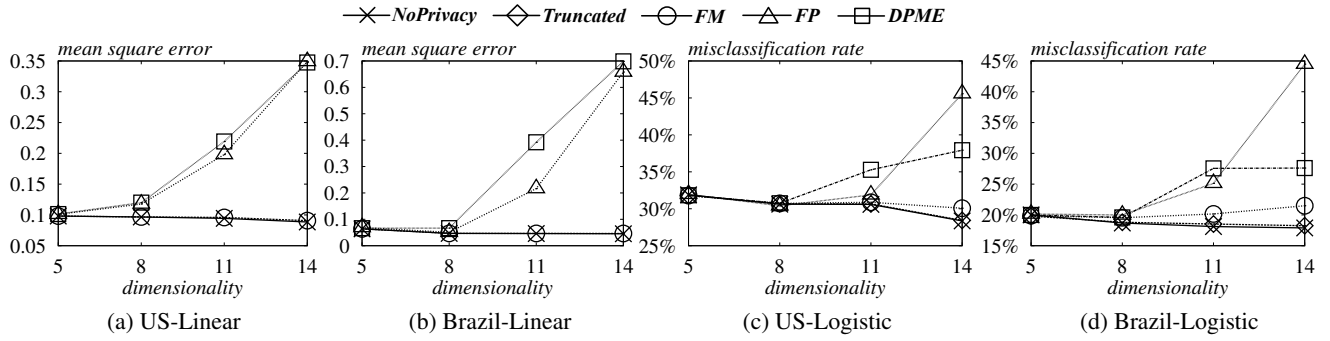 NoPrivacy Truncated FM FP DPME
mean square error
0.35
0.3
0.25
0.2
0.15
0.1
0.05
5 8 11 14
dimensionality
(a) US-Linear
mean square error
0.7
0.6
0.5
0.4
0.3
0.2
0.1
0
5 8 11 14
dimensionality
(b) Brazil-Linear
misclassification rate
50%
45%
40%
35%
30%
25%
5 8 11 14
dimensionality
(c) US-Logistic
misclassification rate
45%
40%
35%
30%
25%
20%
15%
5 8 11 14
dimensionality
(d) Brazil-Logistic